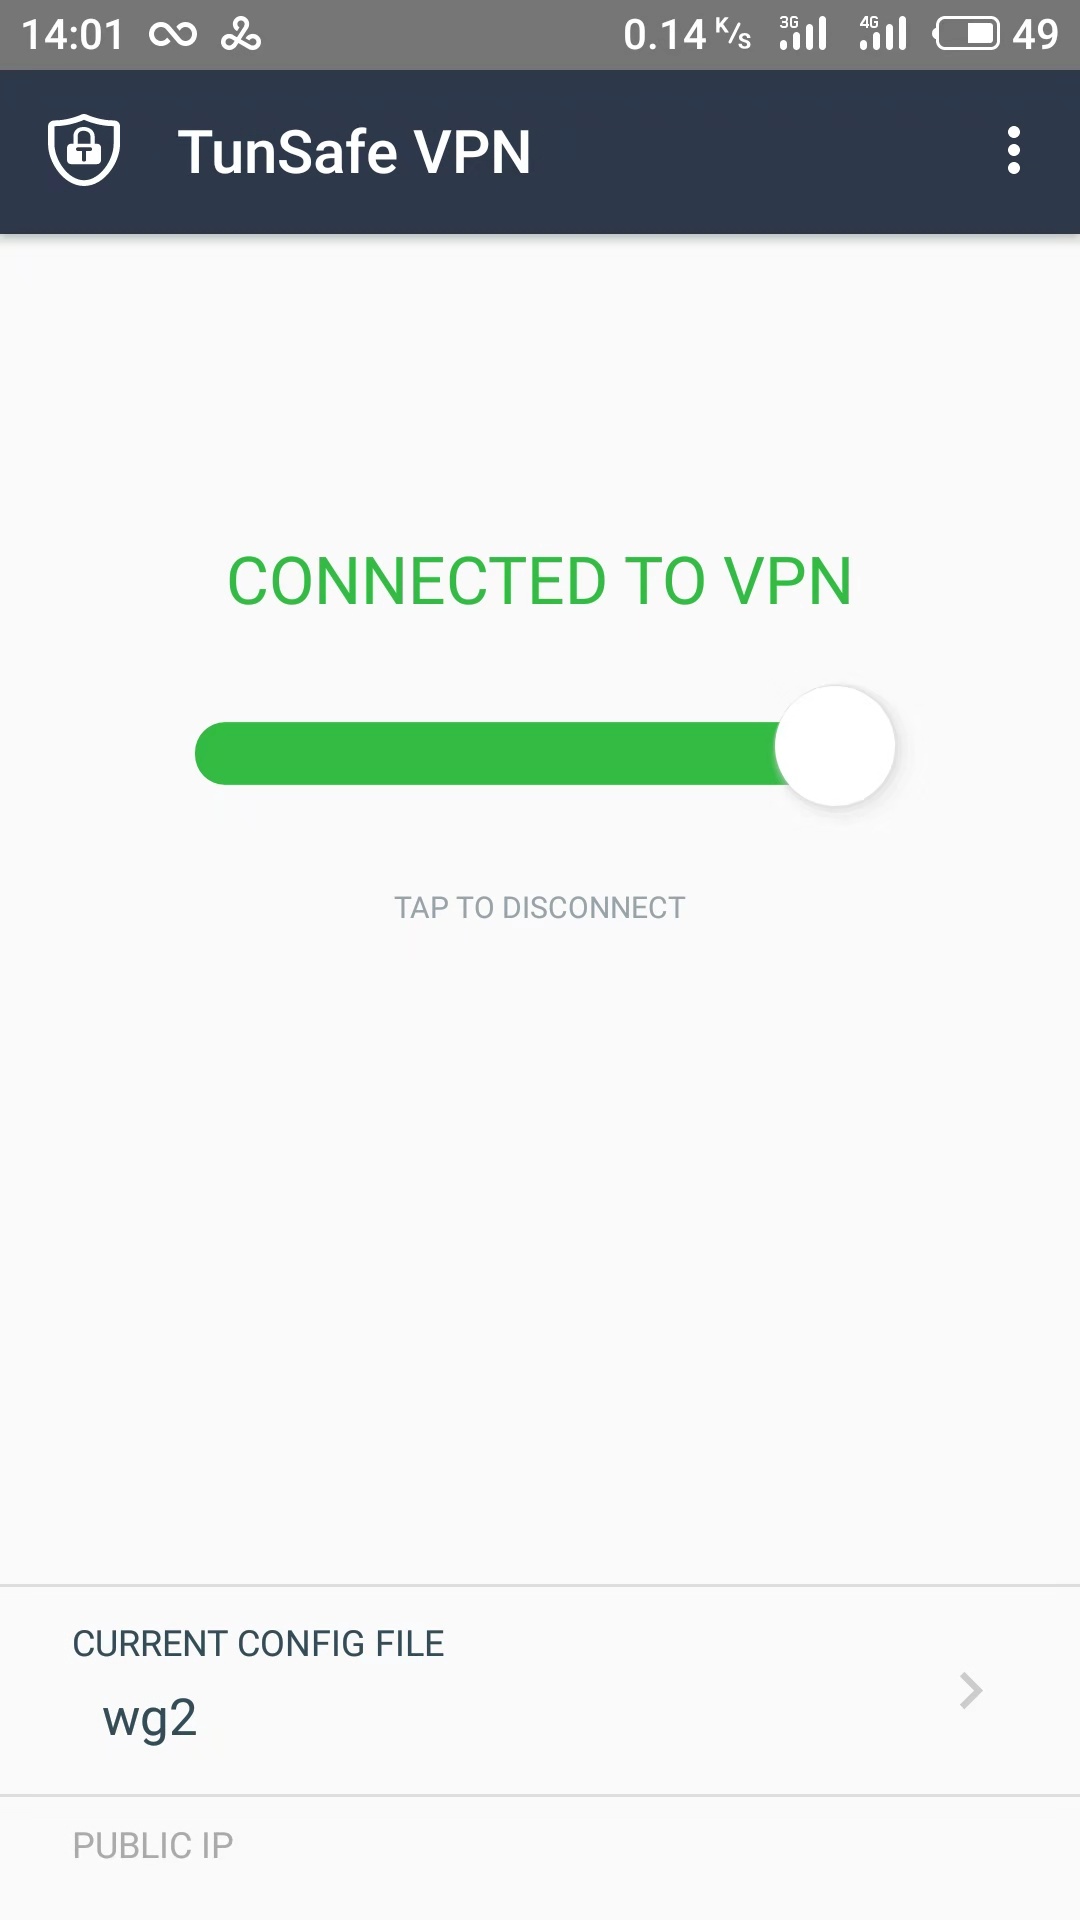 14:01 0.14 K/s 3G 4G 49
TunSafe VPN
CONNECTED TO VPN
TAP TO DISCONNECT
CURRENT CONFIG FILE
wg2
PUBLIC IP